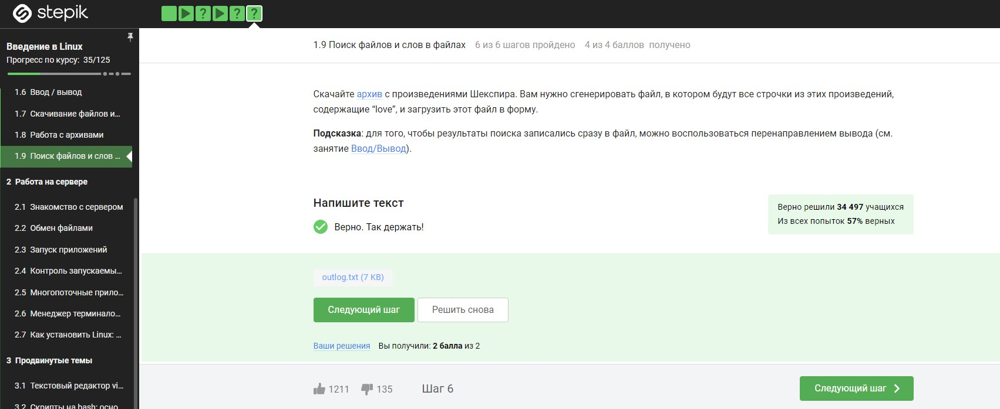 stepik
? ? ?
Введение в Linux
Прогресс по курсу: 35/125
1.6 Ввод / вывод
1.7 Скачивание файлов и...
1.8 Работа с архивами
1.9 Поиск файлов и слов ...
2 Работа на сервере
2.1 Знакомство с сервером
2.2 Обмен файлами
2.3 Запуск приложений
2.4 Контроль запускаемы...
2.5 Многопоточные прило...
2.6 Менеджер терминало...
2.7 Как установить Linux: ...
3 Продвинутые темы
3.1 Текстовый редактор vi...
3.2 Скрипты на bash: осно...
1.9 Поиск файлов и слов в файлах 6 из 6 шагов пройдено 4 из 4 баллов получено
Скачайте архив с произведениями Шекспира. Вам нужно сгенерировать файл, в котором будут все строчки из этих произведений,
содержащие “love”, и загрузить этот файл в форму.
Подсказка: для того, чтобы результаты поиска записались сразу в файл, можно воспользоваться перенаправлением вывода (см.
занятие Ввод/Вывод).
Напишите текст
Верно. Так держать!
Верно решили 34 497 учащихся
Из всех попыток 57% верных
outlog.txt (7 KB)
Следующий шаг Решить снова
Ваши решения Вы получили: 2 балла из 2
1211 135 Шаг 6 Следующий шаг